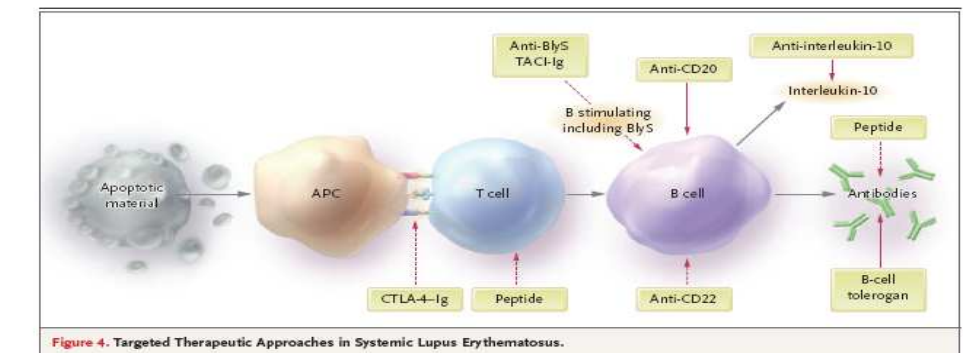 Anti-BlyS
TACI-Ig
Anti-CD20
Anti-interleukin-10
Interleukin-10
B stimulating
including BlyS
Peptide
Apoptotic
material
APC
T cell
B cell
Antibodies
CTLA-4–Ig
Peptide
Anti-CD22
B-cell
tolerogan
Figure 4. Targeted Therapeutic Approaches in Systemic Lupus Erythematosus.